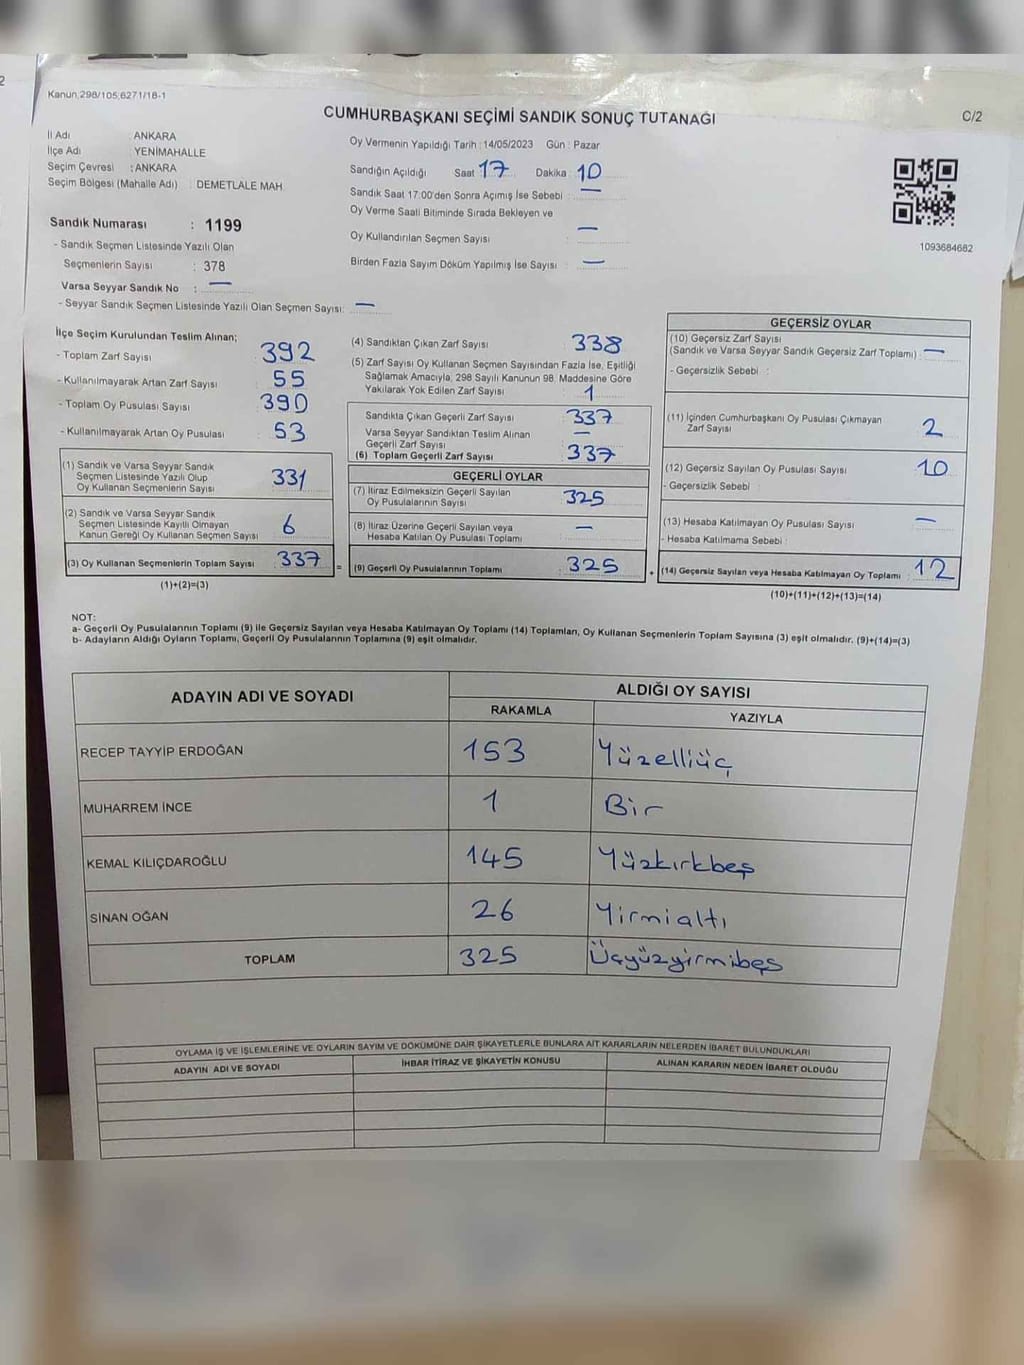 Kanun;298/105,6271/18-1
CUMHURBAŞKANI SEÇİMİ SANDIK SONUÇ TUTANAĞI
C/2
İl Adı : ANKARA
İlçe Adı : YENİMAHALLE
Seçim Çevresi : ANKARA
Seçim Bölgesi (Mahalle Adı) : DEMETLALE MAH.
Oy Vermenin Yapıldığı Tarih : 14/05/2023 Gün : Pazar
Sandığın Açıldığı Saat 17 Dakika : 10
Sandık Saat 17:00'den Sonra Açımış İse Sebebi : —
Oy Verme Saati Bitiminde Sırada Bekleyen ve
Oy Kullandırılan Seçmen Sayısı : —
Birden Fazla Sayım Döküm Yapılmış İse Sayısı : —
1093684682
Sandık Numarası : 1199
- Sandık Seçmen Listesinde Yazılı Olan
Seçmenlerin Sayısı : 378
Varsa Seyyar Sandık No : —
- Seyyar Sandık Seçmen Listesinde Yazılı Olan Seçmen Sayısı: —
İlçe Seçim Kurulundan Teslim Alınan;
- Toplam Zarf Sayısı : 392
- Kullanılmayarak Artan Zarf Sayısı : 55
- Toplam Oy Pusulası Sayısı : 390
- Kullanılmayarak Artan Oy Pusulası : 53
(1) Sandık ve Varsa Seyyar Sandık
Seçmen Listesinde Yazılı Olup
Oy Kullanan Seçmenlerin Sayısı : 331
(2) Sandık ve Varsa Seyyar Sandık
Seçmen Listesinde Kayıtlı Olmayan
Kanun Gereği Oy Kullanan Seçmen Sayısı : 6
(3) Oy Kullanan Seçmenlerin Toplam Sayısı : 337 =
(1)+(2)=(3)
(4) Sandıktan Çıkan Zarf Sayısı : 338
(5) Zarf Sayısı Oy Kullanan Seçmen Sayısından Fazla İse, Eşitliği
Sağlamak Amacıyla, 298 Sayılı Kanunun 98. Maddesine Göre
Yakılarak Yok Edilen Zarf Sayısı : 1
Sandıkta Çıkan Geçerli Zarf Sayısı : 337
Varsa Seyyar Sandıktan Teslim Alınan
Geçerli Zarf Sayısı : —
(6) Toplam Geçerli Zarf Sayısı : 337
GEÇERLİ OYLAR
(7) İtiraz Edilmeksizin Geçerli Sayılan
Oy Pusulalarının Sayısı : 325
(8) İtiraz Üzerine Geçerli Sayılan veya
Hesaba Katılan Oy Pusulaları Toplamı : —
(9) Geçerli Oy Pusulalarının Toplamı : 325 +
GEÇERSİZ OYLAR
(10) Geçersiz Zarf Sayısı
(Sandık ve Varsa Seyyar Sandık Geçersiz Zarf Toplamı) : —
- Geçersizlik Sebebi :
(11) İçinden Cumhurbaşkanı Oy Pusulası Çıkmayan
Zarf Sayısı : 2
(12) Geçersiz Sayılan Oy Pusulası Sayısı : 10
- Geçersizlik Sebebi :
(13) Hesaba Katılmayan Oy Pusulası Sayısı : —
- Hesaba Katılmama Sebebi :
(14) Geçersiz Sayılan veya Hesaba Katılmayan Oy Toplamı : 12
(10)+(11)+(12)+(13)=(14)
NOT:
a- Geçerli Oy Pusulalarının Toplamı (9) ile Geçersiz Sayılan veya Hesaba Katılmayan Oy Toplamı (14) Toplamları, Oy Kullanan Seçmenlerin Toplam Sayısına (3) eşit olmalıdır. (9)+(14)=(3)
b- Adayların Aldığı Oyların Toplamı, Geçerli Oy Pusulalarının Toplamına (9) eşit olmalıdır.
ADAYIN ADI VE SOYADI ALDIĞI OY SAYISI
RAKAMLA YAZIYLA
RECEP TAYYİP ERDOĞAN 153 Yüzelliüç
MUHARREM İNCE 1 Bir
KEMAL KILIÇDAROĞLU 145 Yüzkırkbeş
SİNAN OĞAN 26 Yirmialtı
TOPLAM 325 Üçyüzyirmibeş
OYLAMA İŞ VE İŞLEMLERİNE VE OYLARIN SAYIM VE DÖKÜMÜNE DAİR ŞİKAYETLERLE BUNLARA AİT KARARLARIN NELERDEN İBARET BULUNDUKLARI
ADAYIN ADI VE SOYADI İHBAR İTİRAZ VE ŞİKAYETİN KONUSU ALINAN KARARIN NEDEN İBARET OLDUĞU